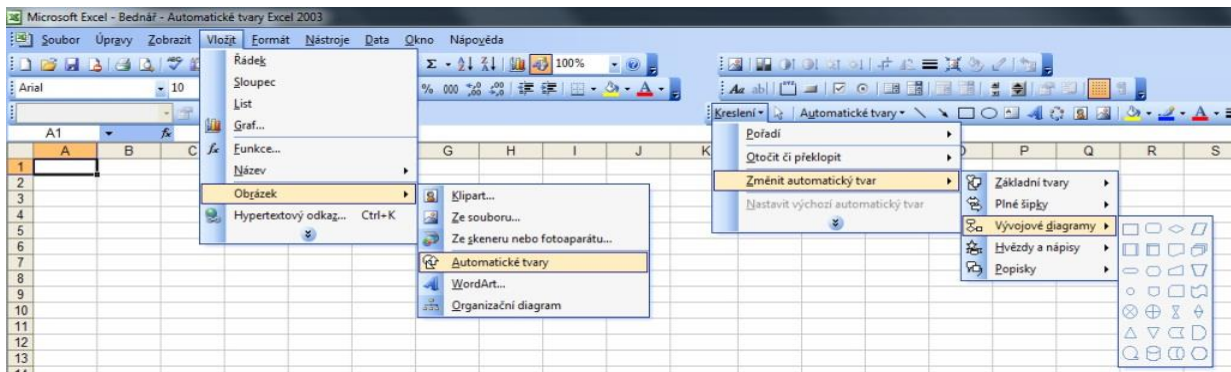 Microsoft Excel - Bednář - Automatické tvary Excel 2003
Soubor Úpravy Zobrazit Vložit Formát Nástroje Data Okno Nápověda
100%
Arial 10
% 000
A1 fx
Kreslení Automatické tvary
A B C G H I J K P Q R S
1
2
3
4
5
6
7
8
9
10
11
12
13
Řádek
Sloupec
List
Graf...
Funkce...
Název
Obrázek
Hypertextový odkaz... Ctrl+K
Klipart...
Ze souboru...
Ze skeneru nebo fotoaparátu...
Automatické tvary
WordArt...
Organizační diagram
Pořadí
Otočit či překlopit
Změnit automatický tvar
Nastavit výchozí automatický tvar
Základní tvary
Plné šipky
Vývojové diagramy
Hvězdy a nápisy
Popisky